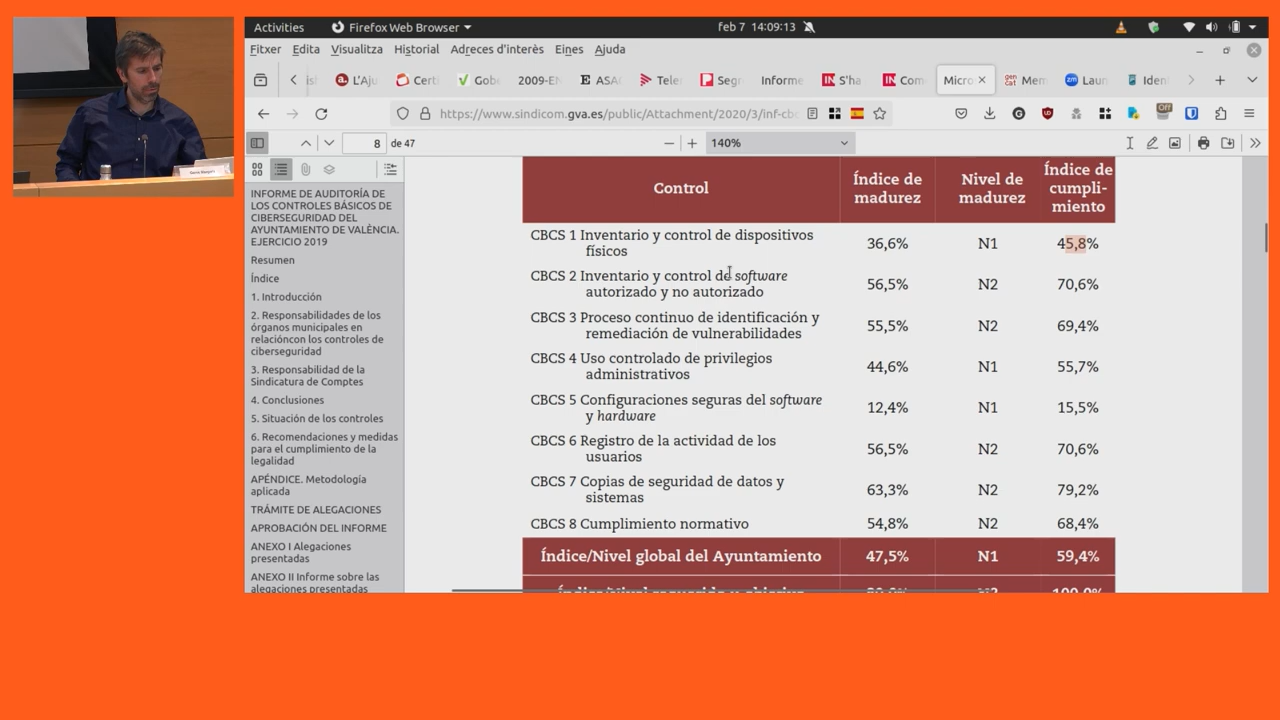 Activities
Firefox Web Browser
feb 7 14:09:13
Fitxer Edita Visualitza Historial Adreces d'interès Eines Ajuda
L'Aju
Certi
Gobe
2009-EN
ASAC
Telen
Segr
Informe
S'ha
Com
Micro
Mem
Laun
Iden
https://www.sindicom.gva.es/public/Attachment/2020/3/inf-cbc
Off
8 de 47
140%
INFORME DE AUDITORÍA DE
LOS CONTROLES BÁSICOS DE
CIBERSEGURIDAD DEL
AYUNTAMIENTO DE VALÈNCIA.
EJERCICIO 2019
Resumen
Índice
1. Introducción
2. Responsabilidades de los
órganos municipales en
relacióncon los controles de
ciberseguridad
3. Responsabilidad de la
Sindicatura de Comptes
4. Conclusiones
5. Situación de los controles
6. Recomendaciones y medidas
para el cumplimiento de la
legalidad
APÉNDICE. Metodología
aplicada
TRÁMITE DE ALEGACIONES
APROBACIÓN DEL INFORME
ANEXO I Alegaciones
presentadas
ANEXO II Informe sobre las
alegaciones presentadas
Control
Índice de
madurez
Nivel de
madurez
Índice de
cumpli-
miento
CBCS 1 Inventario y control de dispositivos
físicos
36,6% N1 45,8%
CBCS 2 Inventario y control de software
autorizado y no autorizado
56,5% N2 70,6%
CBCS 3 Proceso continuo de identificación y
remediación de vulnerabilidades
55,5% N2 69,4%
CBCS 4 Uso controlado de privilegios
administrativos
44,6% N1 55,7%
CBCS 5 Configuraciones seguras del software
y hardware
12,4% N1 15,5%
CBCS 6 Registro de la actividad de los
usuarios
56,5% N2 70,6%
CBCS 7 Copias de seguridad de datos y
sistemas
63,3% N2 79,2%
CBCS 8 Cumplimiento normativo 54,8% N2 68,4%
Índice/Nivel global del Ayuntamiento 47,5% N1 59,4%